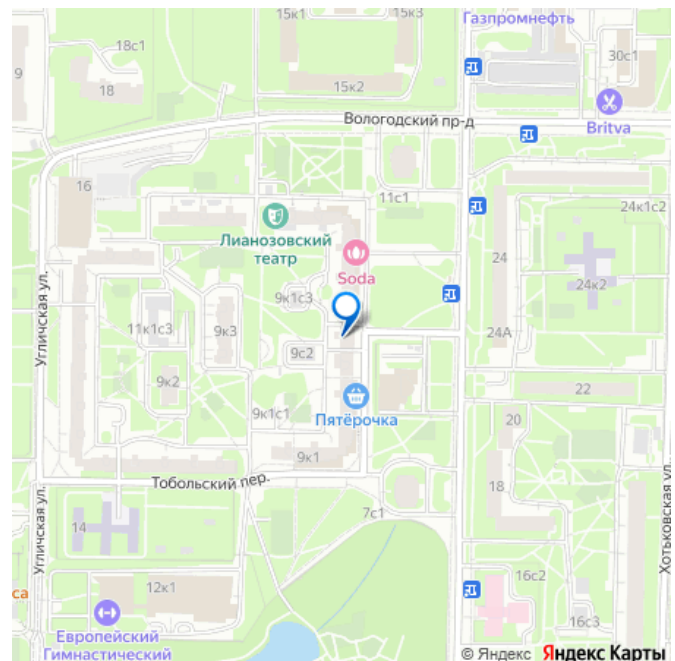 15к1
15к3
Газпромнефть
18с1
30с1
9
18
15к2
Вологодский пр-д
Britva
16
11с1
24к1с2
Лианозовский
театр
24
Soda
24к2
9к1с3
Угличская ул.
11к1с3
9к3
24А
9с2
9к2
22
9к1с1
Пятёрочка
20
9к1
Тобольский пер.
18
Хотьковская ул.
7с1
14
Угличская ул.
16с2
12к1
са
16с3
Европейский
Гимнастический
© Яндекс Яндекс Карты